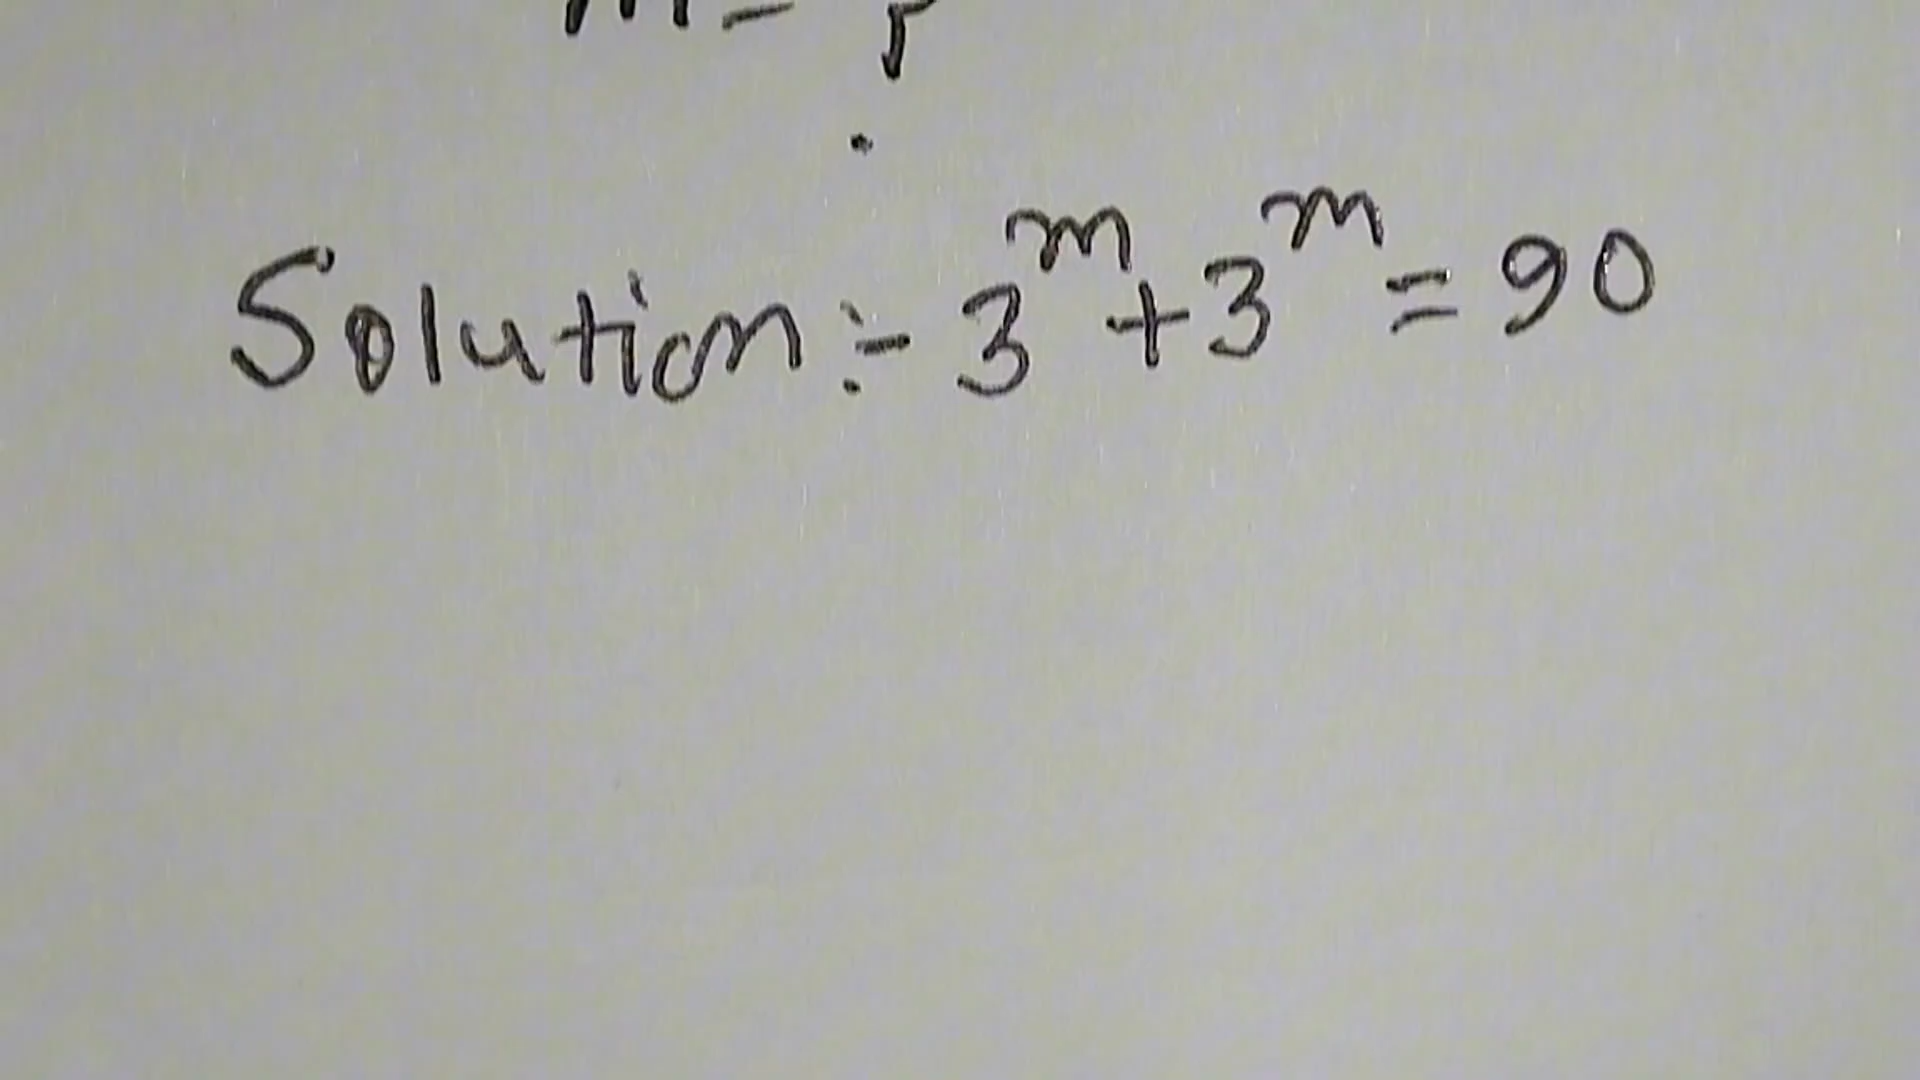 m = ?
Solution :- 3^m + 3^m = 90